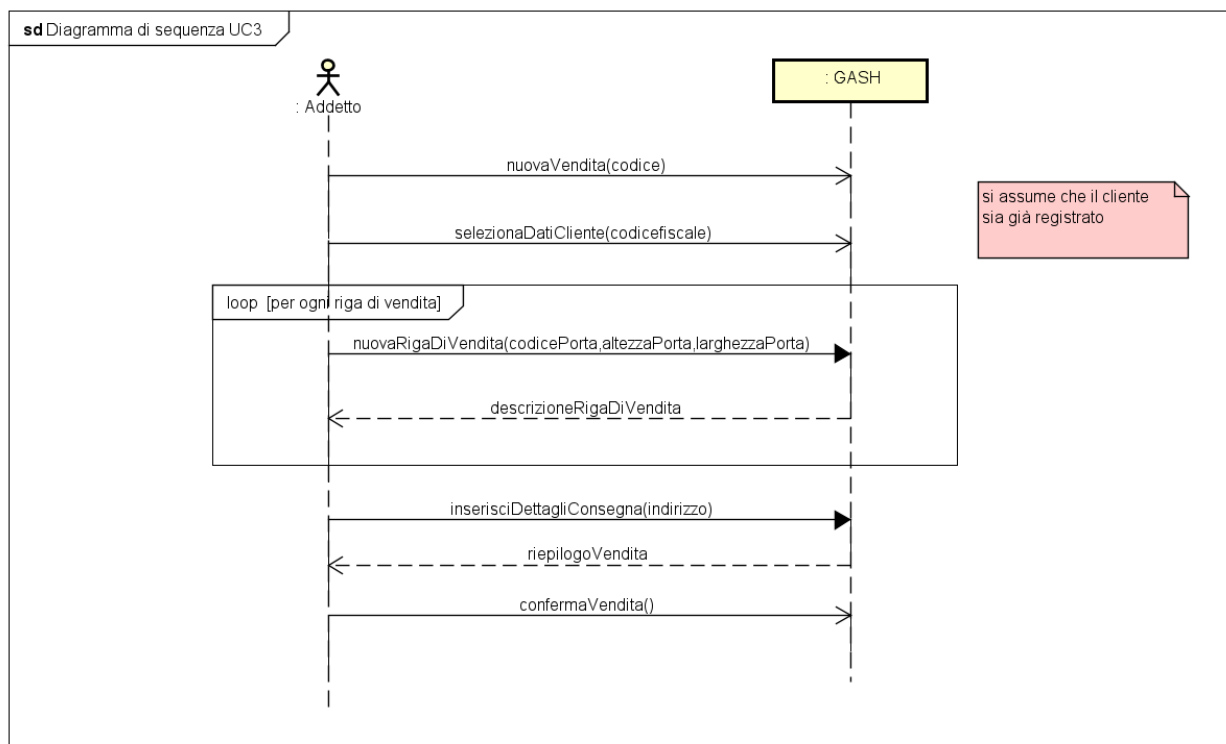 sd Diagramma di sequenza UC3
: Addetto
: GASH
nuovaVendita(codice)
si assume che il cliente
sia già registrato
selezionaDatiCliente(codicefiscale)
loop [per ogni riga di vendita]
nuovaRigaDiVendita(codicePorta,altezzaPorta,larghezzaPorta)
descrizioneRigaDiVendita
inserisciDettagliConsegna(indirizzo)
riepilogoVendita
confermaVendita()